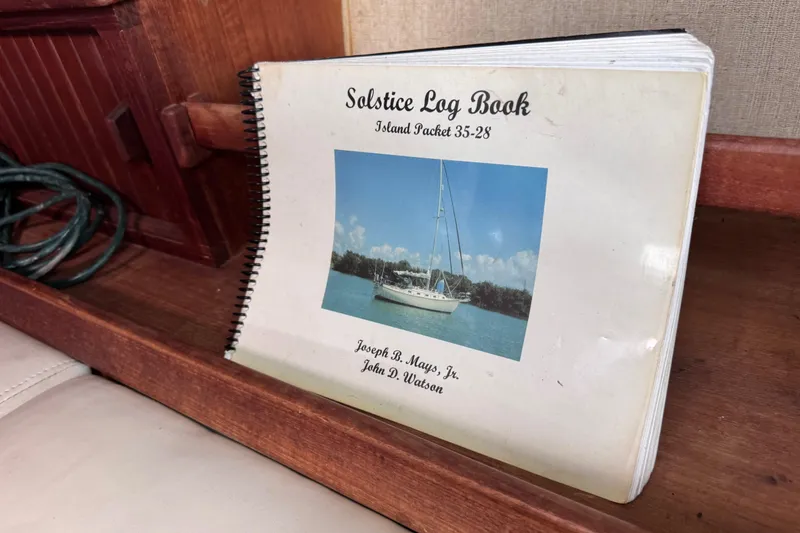 Solstice Log Book
Island Packet 35-28
Joseph B. Mays, Jr.
John D. Watson